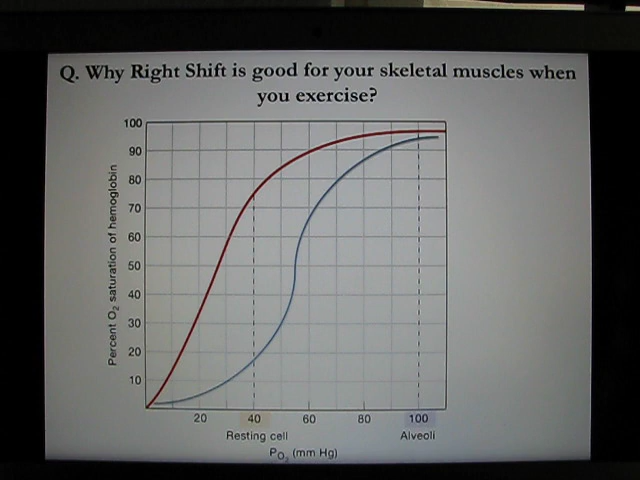 Q. Why Right Shift is good for your skeletal muscles when
you exercise?
Percent O₂ saturation of hemoglobin
100
90
80
70
60
50
40
30
20
10
20 40 60 80 100
Resting cell Alveoli
PO₂ (mm Hg)